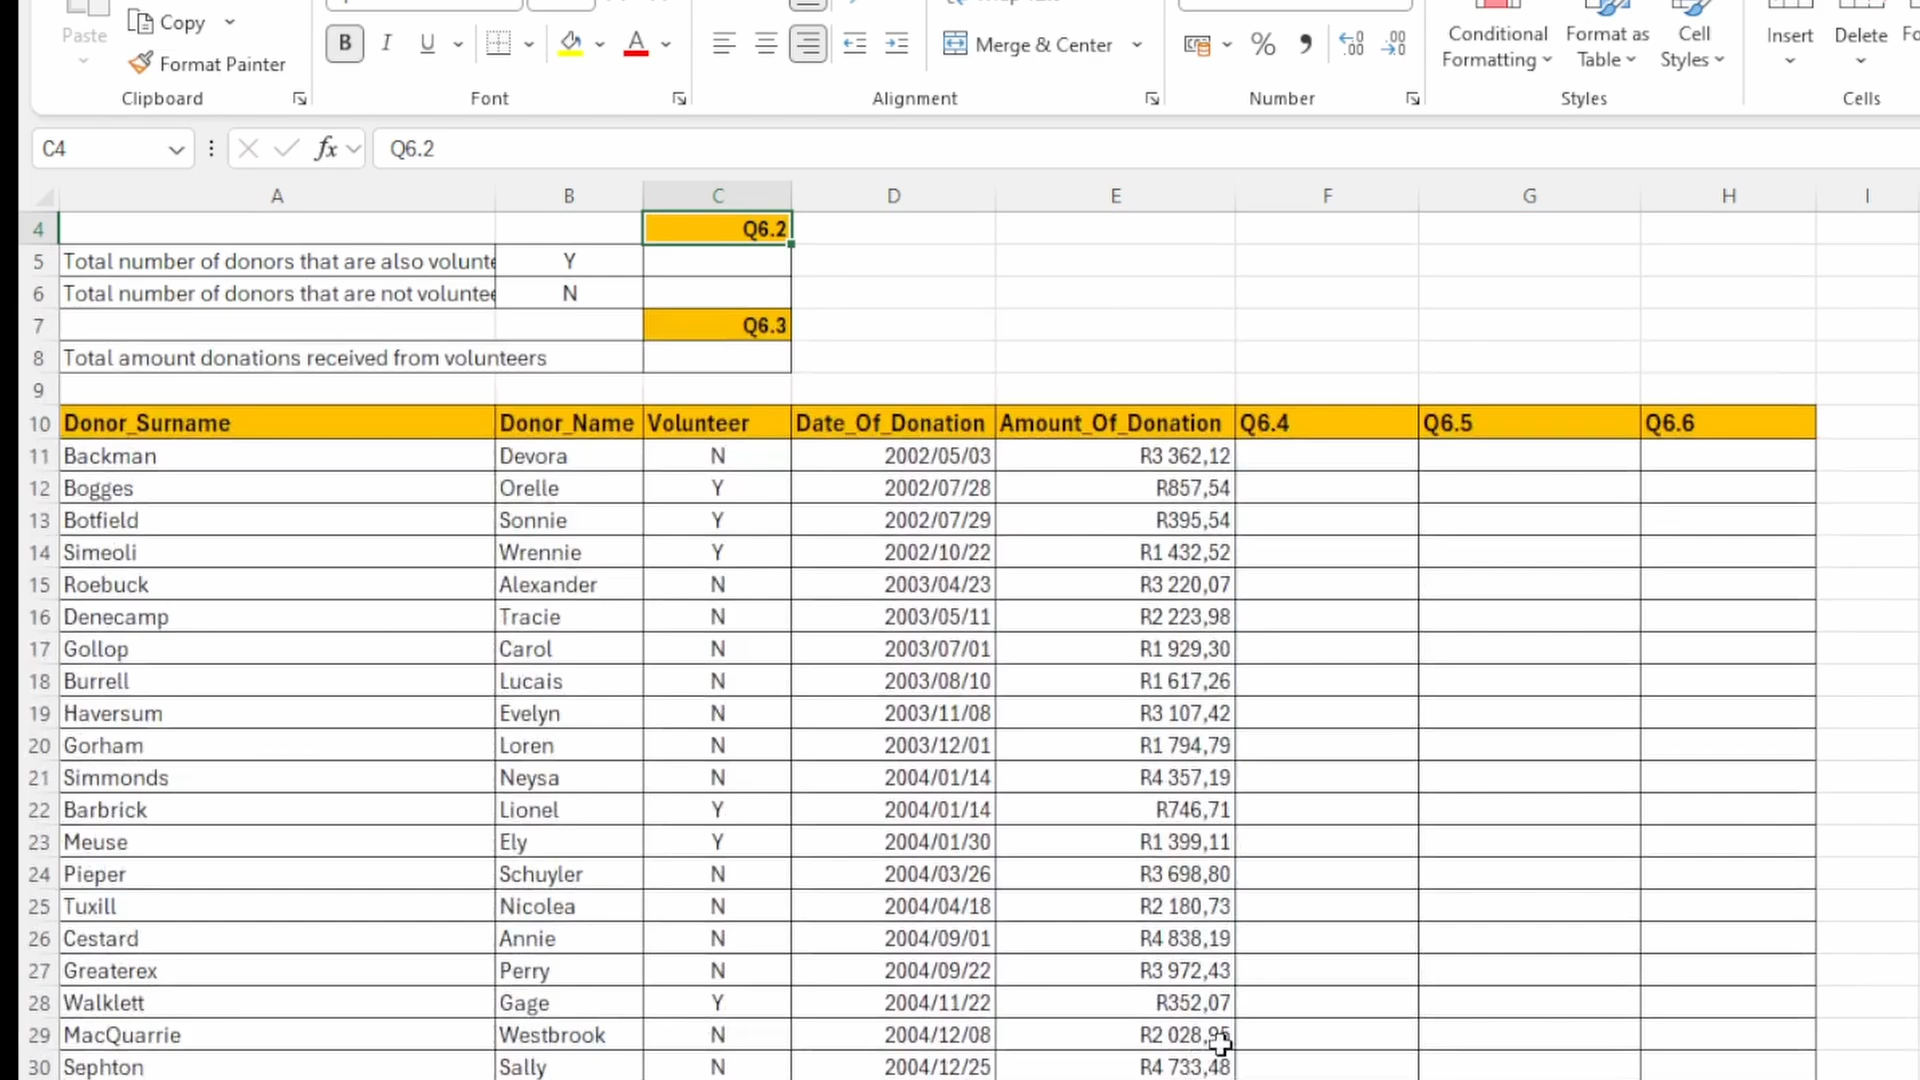 Copy
Paste
Format Painter
Clipboard
B I U A
Font
Merge & Center
Alignment
% 9 .00 .00
Number
Conditional Formatting
Format as Table
Cell Styles
Styles
Insert
Delete
Cells
C4 fx Q6.2
A B C D E F G H I
4 Q6.2
5 Total number of donors that are also Y
6 Total number of donors that are not N
7 Q6.3
8 Total amount donations received from volunteers
9
10 Donor_Surname Donor_Name Volunteer Date_Of_Donation Amount_Of_Donation Q6.4 Q6.5 Q6.6
11 Backman Devora N 2002/05/03 R3 362,12
12 Bogges Orelle Y 2002/07/28 R857,54
13 Botfield Sonnie Y 2002/07/29 R395,54
14 Simeoli Wrennie Y 2002/10/22 R1 432,52
15 Roebuck Alexander N 2003/04/23 R3 220,07
16 Denecamp Tracie N 2003/05/11 R2 223,98
17 Gollop Carol N 2003/07/01 R1 929,30
18 Burrell Lucais N 2003/08/10 R1 617,26
19 Haversum Evelyn N 2003/11/08 R3 107,42
20 Gorham Loren N 2003/12/01 R1 794,79
21 Simmonds Neysa N 2004/01/14 R4 357,19
22 Barbrick Lionel Y 2004/01/14 R746,71
23 Meuse Ely Y 2004/01/30 R1 399,11
24 Pieper Schuyler N 2004/03/26 R3 698,80
25 Tuxill Nicolea N 2004/04/18 R2 180,73
26 Cestard Annie N 2004/09/01 R4 838,19
27 Greaterex Perry N 2004/09/22 R3 972,43
28 Walklett Gage Y 2004/11/22 R352,07
29 MacQuarrie Westbrook N 2004/12/08 R2 028,95
30 Sephton Sally N 2004/12/25 R4 733,48